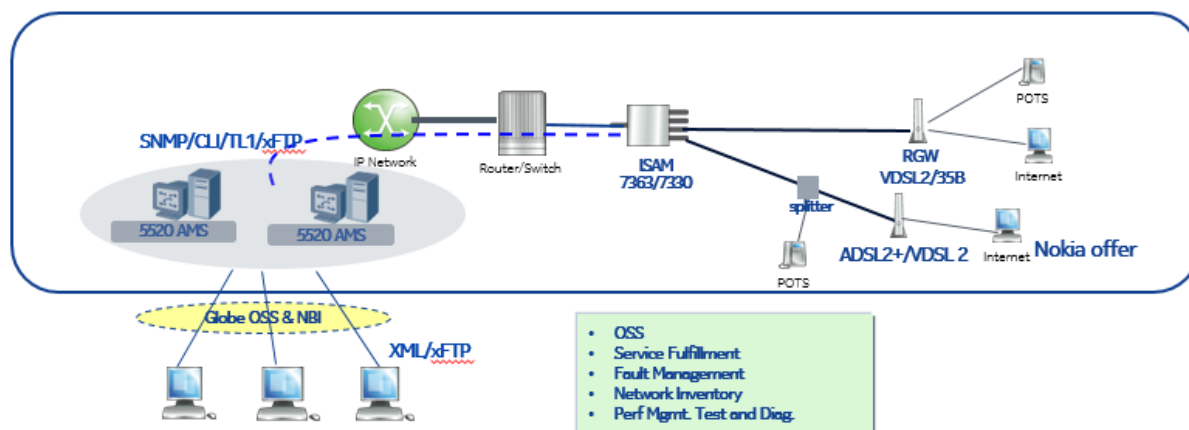 POTS
SNMP/CLI/TL1/xFTP
IP Network
Router/Switch
ISAM
7363/7330
RGW
VDSL2/35B
Internet
splitter
5520 AMS
5520 AMS
ADSL2+/VDSL 2
Internet
Nokia offer
POTS
Globe OSS & NBI
XML/xFTP
• OSS
• Service Fulfillment
• Fault Management
• Network Inventory
• Perf Mgmt. Test and Diag.